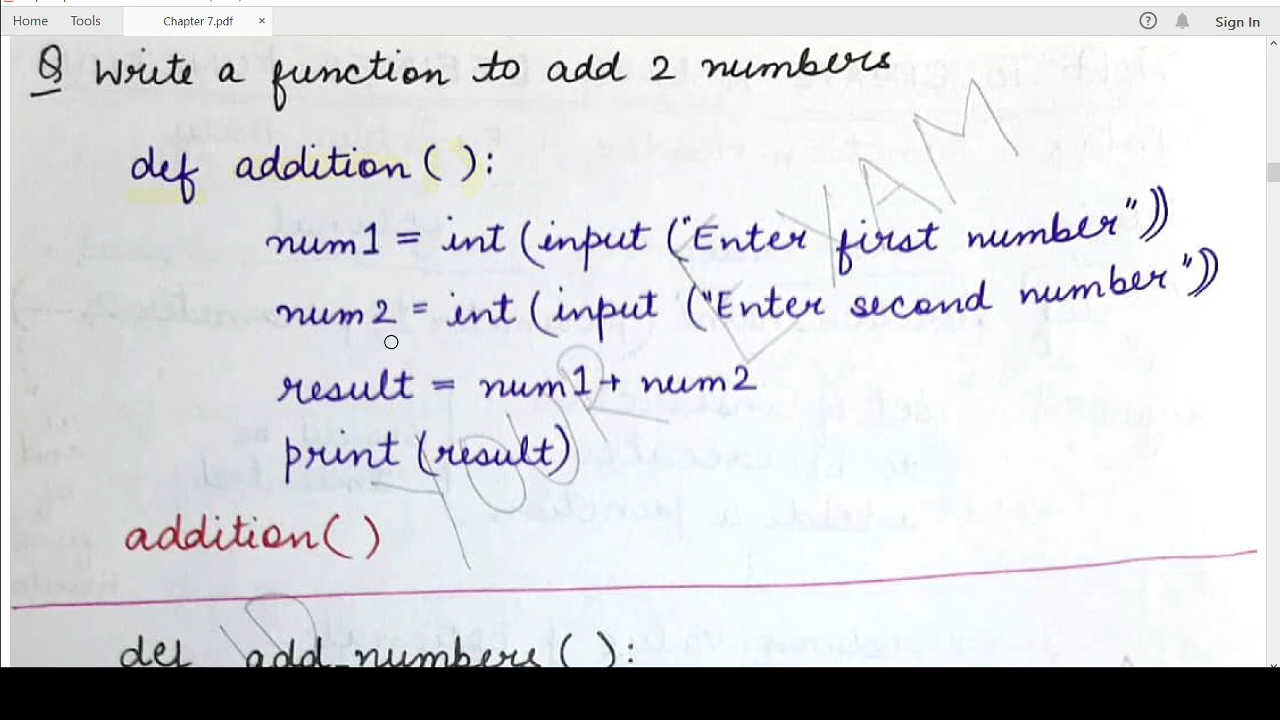 Home Tools Chapter 7.pdf × ? Sign In
Q Write a function to add 2 numbers
def addition ( ):
num1 = int (input ("Enter first number"))
num2 = int (input ("Enter second number"))
result = num1 + num2
print (result)
addition ( )
def add_numbers ( ):